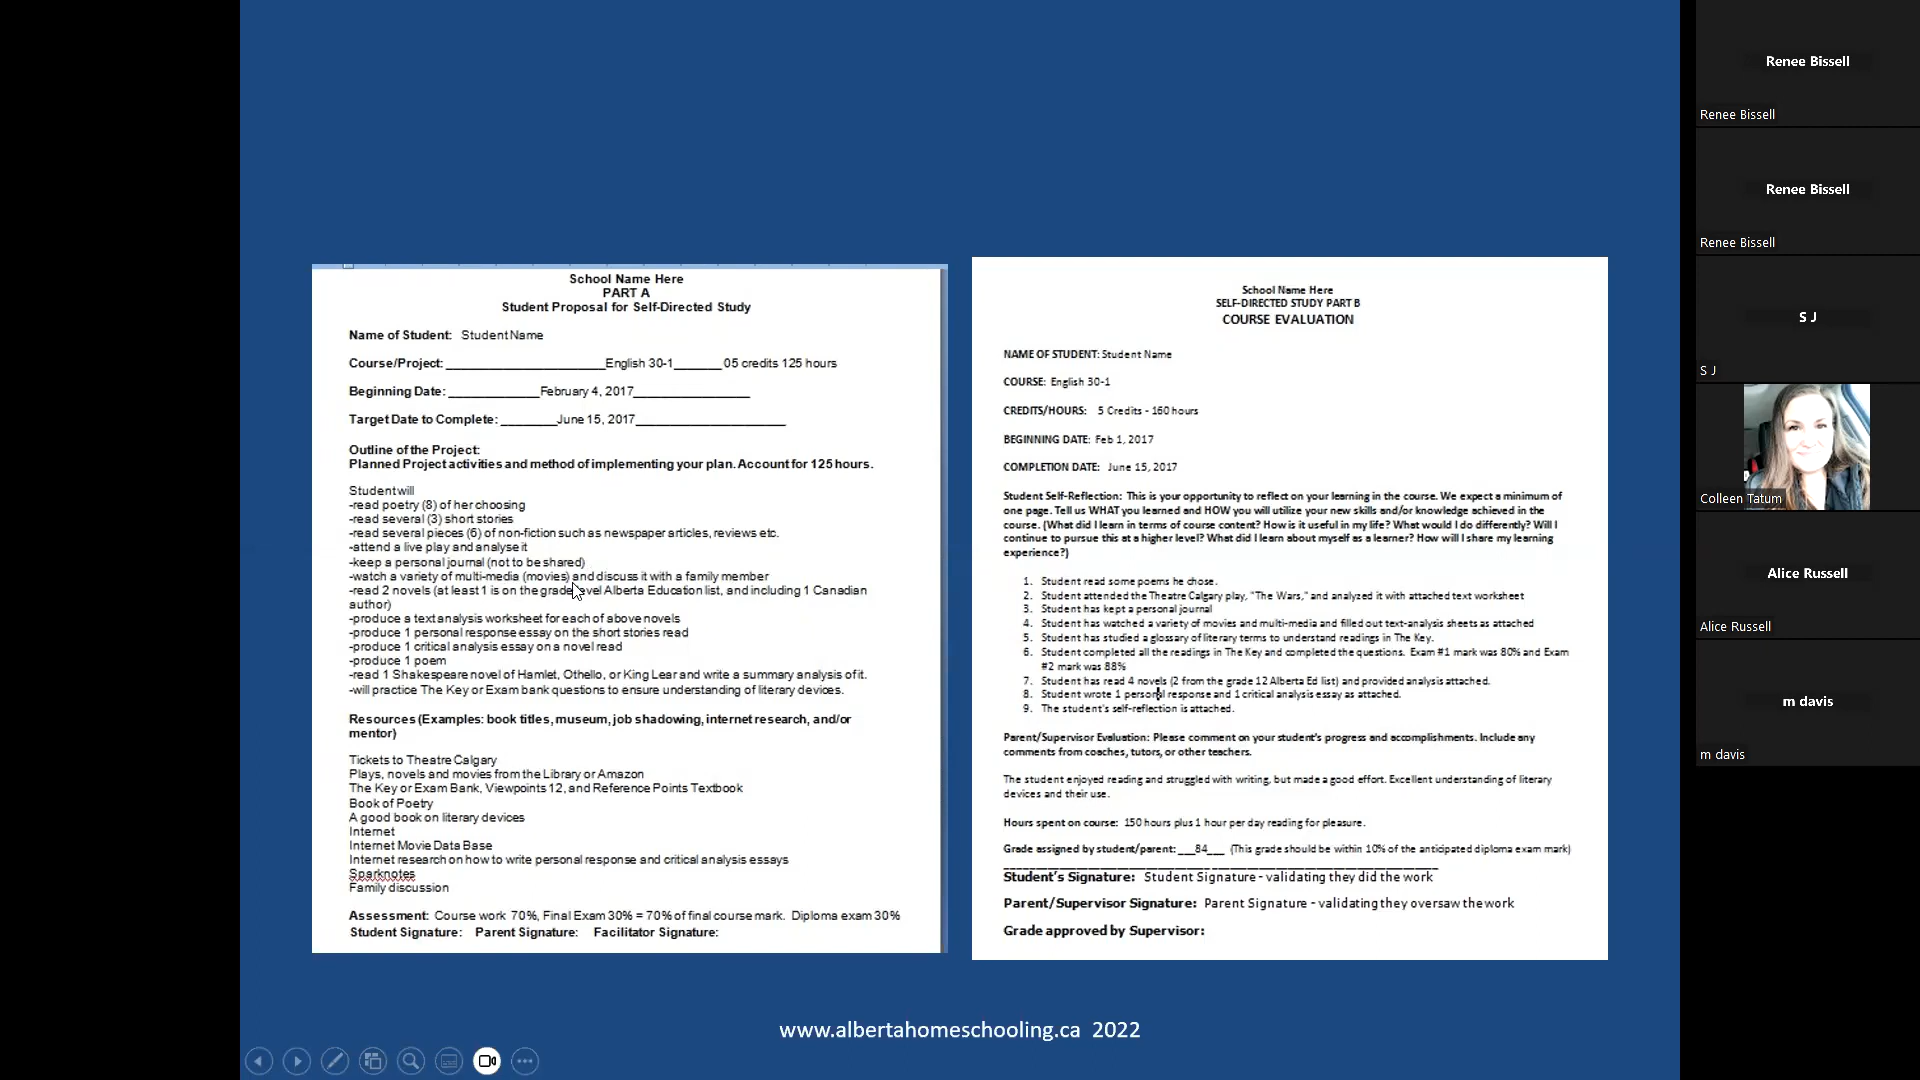 School Name Here
PART A
Student Proposal for Self-Directed Study
Name of Student: Student Name
Course/Project: ______________________English 30-1_______ 05 credits 125 hours
Beginning Date: _____________February 4, 2017_________________
Target Date to Complete: ________June 15, 2017______________________
Outline of the Project:
Planned Project activities and method of implementing your plan. Account for 125 hours.
Student will
-read poetry (8) of her choosing
-read several (3) short stories
-read several pieces (6) of non-fiction such as newspaper articles, reviews etc.
-attend a live play and analyse it
-keep a personal journal (not to be shared)
-watch a variety of multi-media (movies) and discuss it with a family member
-read 2 novels (at least 1 is on the grade level Alberta Education list, and including 1 Canadian
author)
-produce a text analysis worksheet for each of above novels
-produce 1 personal response essay on the short stories read
-produce 1 critical analysis essay on a novel read
-produce 1 poem
-read 1 Shakespeare novel of Hamlet, Othello, or King Lear and write a summary analysis of it.
-will practice The Key or Exam bank questions to ensure understanding of literary devices.
Resources (Examples: book titles, museum, job shadowing, internet research, and/or
mentor)
Tickets to Theatre Calgary
Plays, novels and movies from the Library or Amazon
The Key or Exam Bank, Viewpoints 12, and Reference Points Textbook
Book of Poetry
A good book on literary devices
Internet
Internet Movie Data Base
Internet research on how to write personal response and critical analysis essays
Sparknotes
Family discussion
Assessment: Course work 70%, Final Exam 30% = 70% of final course mark. Diploma exam 30%
Student Signature: Parent Signature: Facilitator Signature:
School Name Here
SELF-DIRECTED STUDY PART B
COURSE EVALUATION
NAME OF STUDENT: Student Name
COURSE: English 30-1
CREDITS/HOURS: 5 Credits - 160 hours
BEGINNING DATE: Feb 1, 2017
COMPLETION DATE: June 15, 2017
Student Self-Reflection: This is your opportunity to reflect on your learning in the course. We expect a minimum of
one page. Tell us WHAT you learned and HOW you will utilize your new skills and/or knowledge achieved in the
course. (What did I learn in terms of course content? How is it useful in my life? What would I do differently? Will I
continue to pursue this at a higher level? What did I learn about myself as a learner? How will I share my learning
experience?)
1. Student read some poems he chose.
2. Student attended the Theatre Calgary play, "The Wars," and analyzed it with attached text worksheet
3. Student has kept a personal journal
4. Student has watched a variety of movies and multi-media and filled out text-analysis sheets as attached
5. Student has studied a glossary of literary terms to understand readings in The Key.
6. Student completed all the readings in The Key and completed the questions. Exam #1 mark was 80% and Exam
#2 mark was 88%
7. Student has read 4 novels (2 from the grade 12 Alberta Ed list) and provided analysis attached.
8. Student wrote 1 personal response and 1 critical analysis essay as attached.
9. The student's self-reflection is attached.
Parent/Supervisor Evaluation: Please comment on your student's progress and accomplishments. Include any
comments from coaches, tutors, or other teachers.
The student enjoyed reading and struggled with writing, but made a good effort. Excellent understanding of literary
devices and their use.
Hours spent on course: 150 hours plus 1 hour per day reading for pleasure.
Grade assigned by student/parent: ___84___ (This grade should be within 10% of the anticipated diploma exam mark)
Student's Signature: Student Signature - validating they did the work
Parent/Supervisor Signature: Parent Signature - validating they oversaw the work
Grade approved by Supervisor:
www.albertahomeschooling.ca 2022
Renee Bissell
Renee Bissell
Renee Bissell
Renee Bissell
S J
S J
Colleen Tatum
Alice Russell
Alice Russell
m davis
m davis